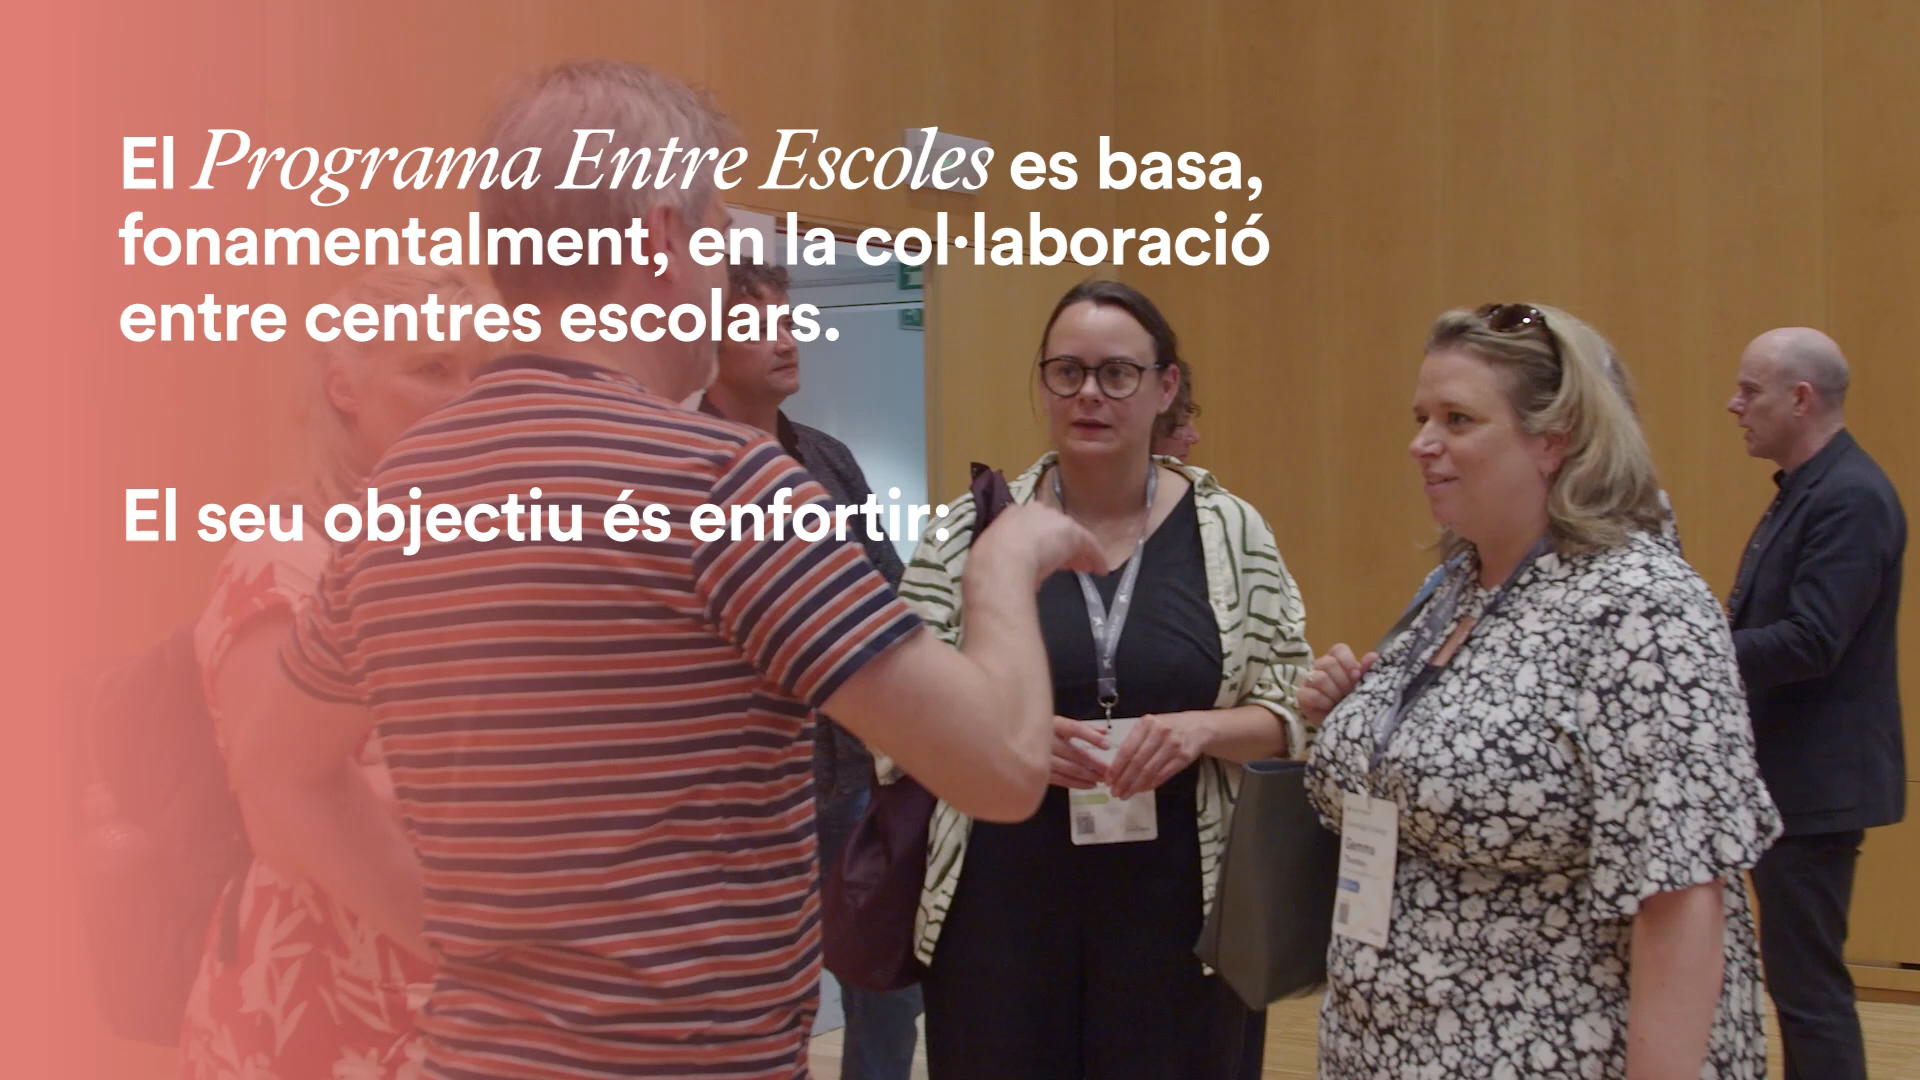 El Programa Entre Escoles es basa,
fonamentalment, en la col·laboració
entre centres escolars.
El seu objectiu és enfortir:
Gemma